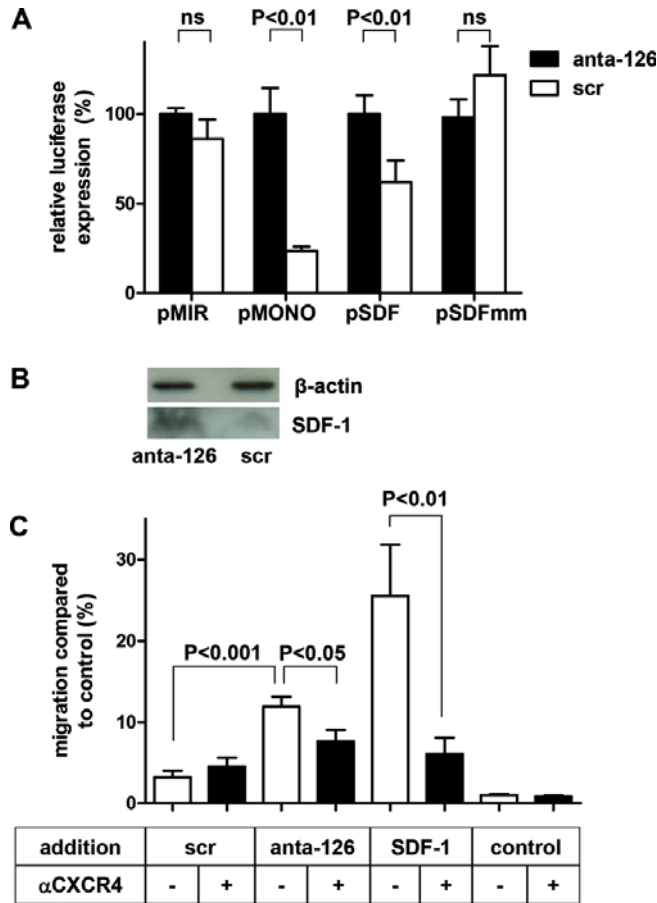 A
ns P<0.01 P<0.01 ns
anta-126
scr
relative luciferase
expression (%)
100
50
0
pMIR pMONO pSDF pSDFmm
B
β-actin
SDF-1
anta-126 scr
C
P<0.01
P<0.001 P<0.05
migration compared
to control (%)
30
20
10
0
addition scr anta-126 SDF-1 control
αCXCR4 - + - + - + - +